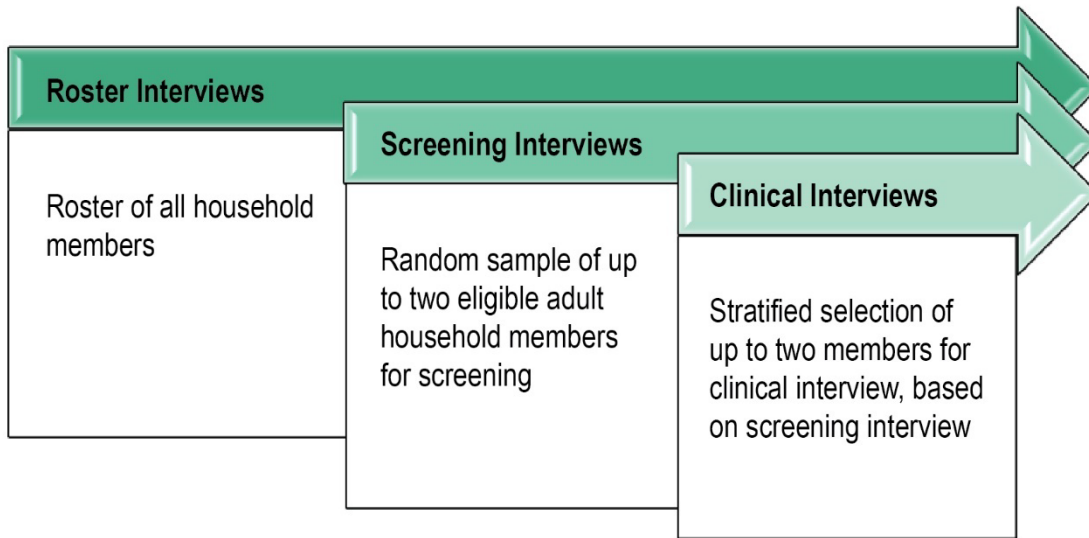 Roster Interviews
Roster of all household
members
Screening Interviews
Random sample of up
to two eligible adult
household members
for screening
Clinical Interviews
Stratified selection of
up to two members for
clinical interview, based
on screening interview